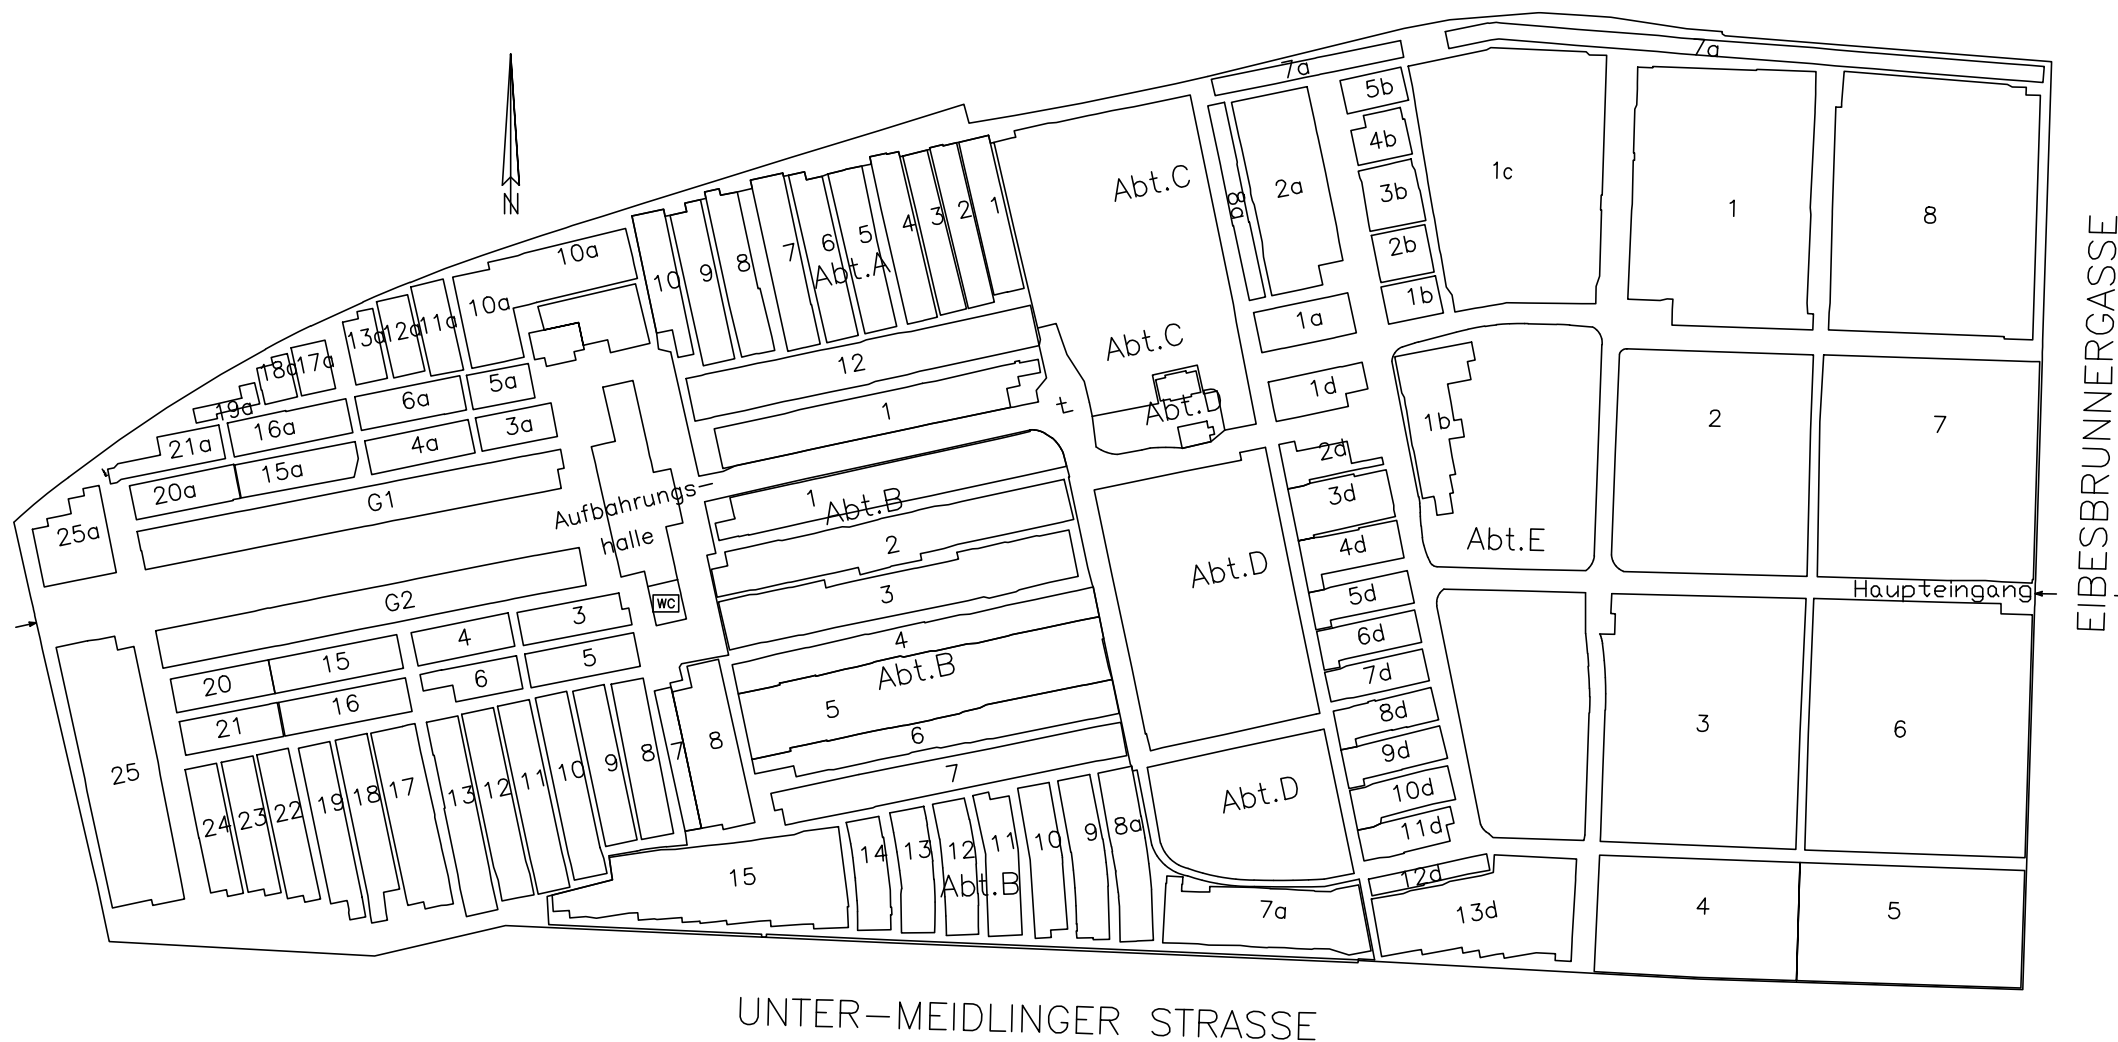 7a
7a
5b
4b
3b
2b
1b
1c
1
8
2a
8a
1a
1d
Abt.C
Abt.C
Abt.D
N
10a
10a
10
9
8
7
6
5
4
3
2
1
Abt.A
13a
12a
11a
18a
17a
19a
21a
16a
6a
5a
20a
15a
4a
3a
G1
25a
12
1
t
Aufbahrungs-
halle
WC
1
Abt.B
2
3
4
Abt.B
5
6
7
G2
20
15
4
3
21
16
6
5
25
24
23
22
19
18
17
13
12
11
10
9
8
7
8
15
14
13
12
11
10
9
8a
Abt.B
Abt.D
Abt.D
7a
2d
3d
4d
5d
6d
7d
8d
9d
10d
11d
12d
13d
1b
Abt.E
2
7
Haupteingang
3
6
4
5
EIBESBRUNNERGASSE
UNTER-MEIDLINGER STRASSE